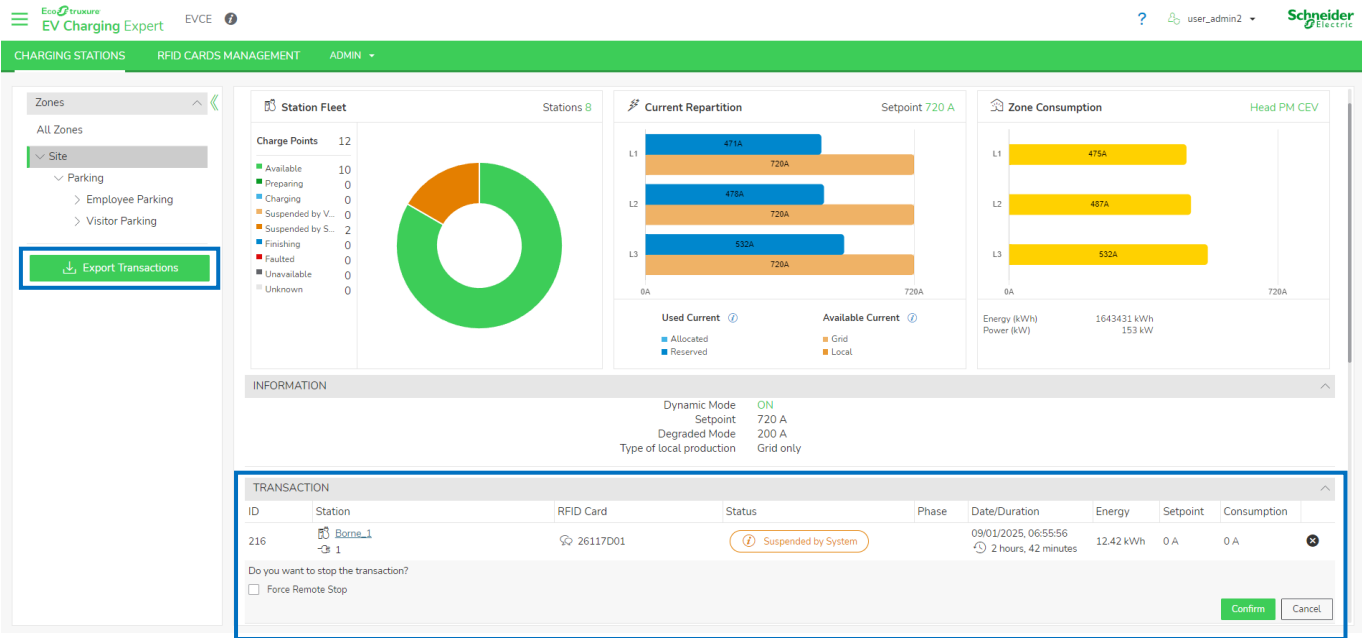 EcoStruxure
EV Charging Expert
EVCE
?
user_admin2
Schneider
Electric
CHARGING STATIONS
RFID CARDS MANAGEMENT
ADMIN
Zones
All Zones
Site
Parking
Employee Parking
Visitor Parking
Export Transactions
Station Fleet
Stations 8
Charge Points 12
Available 10
Preparing 0
Charging 0
Suspended by V... 0
Suspended by S... 2
Finishing 0
Faulted 0
Unavailable 0
Unknown 0
Current Repartition
Setpoint 720 A
L1
471A
720A
L2
478A
720A
L3
532A
720A
0A
720A
Used Current
Available Current
Allocated
Grid
Reserved
Local
Zone Consumption
Head PM CEV
L1
475A
L2
487A
L3
532A
0A
720A
Energy (kWh) 1643431 kWh
Power (kW) 153 kW
INFORMATION
Dynamic Mode ON
Setpoint 720 A
Degraded Mode 200 A
Type of local production Grid only
TRANSACTION
ID Station RFID Card Status Phase Date/Duration Energy Setpoint Consumption
216
Borne_1
1
26117D01
Suspended by System
09/01/2025, 06:55:56
2 hours, 42 minutes
12.42 kWh
0 A
0 A
Do you want to stop the transaction?
Force Remote Stop
Confirm
Cancel